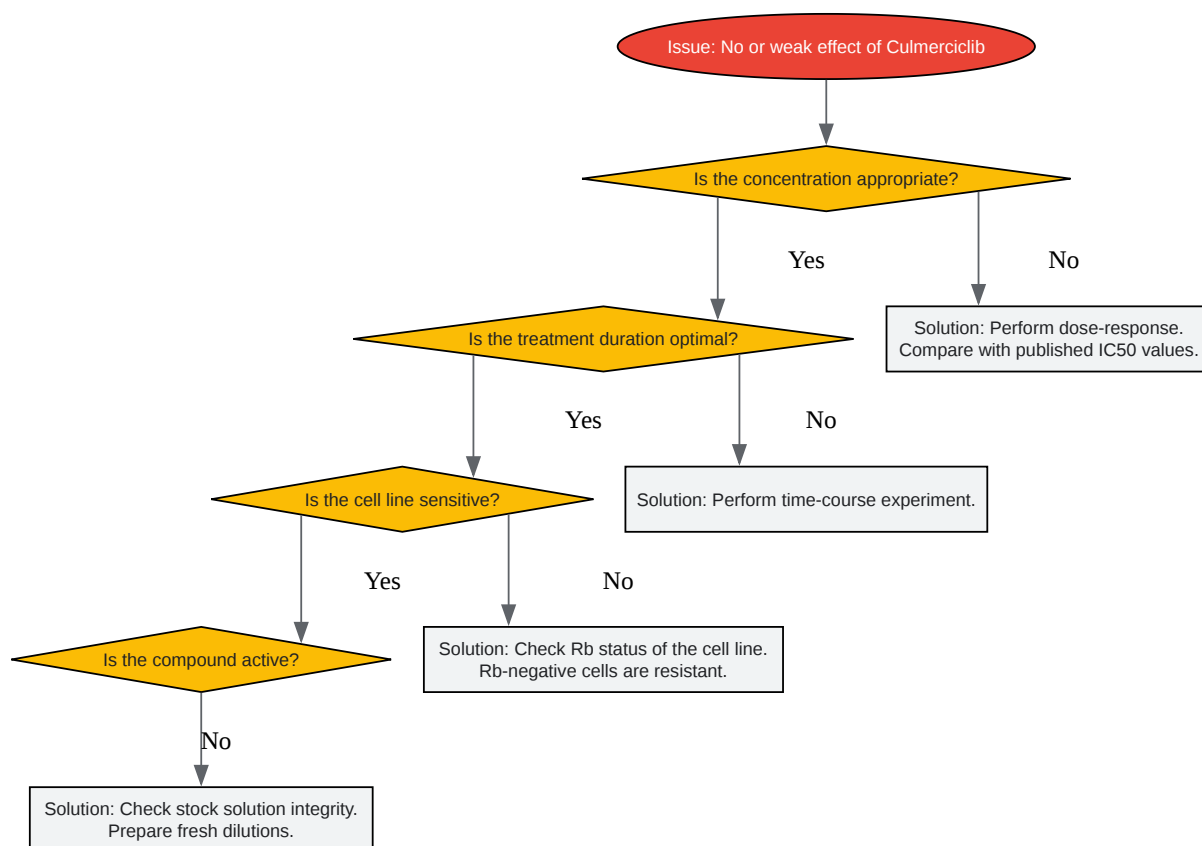 Issue: No or weak effect of Culmerciclib
Is the concentration appropriate?
Yes
No
Solution: Perform dose-response.
Compare with published IC50 values.
Is the treatment duration optimal?
Yes
No
Solution: Perform time-course experiment.
Is the cell line sensitive?
Yes
No
Solution: Check Rb status of the cell line.
Rb-negative cells are resistant.
Is the compound active?
No
Solution: Check stock solution integrity.
Prepare fresh dilutions.